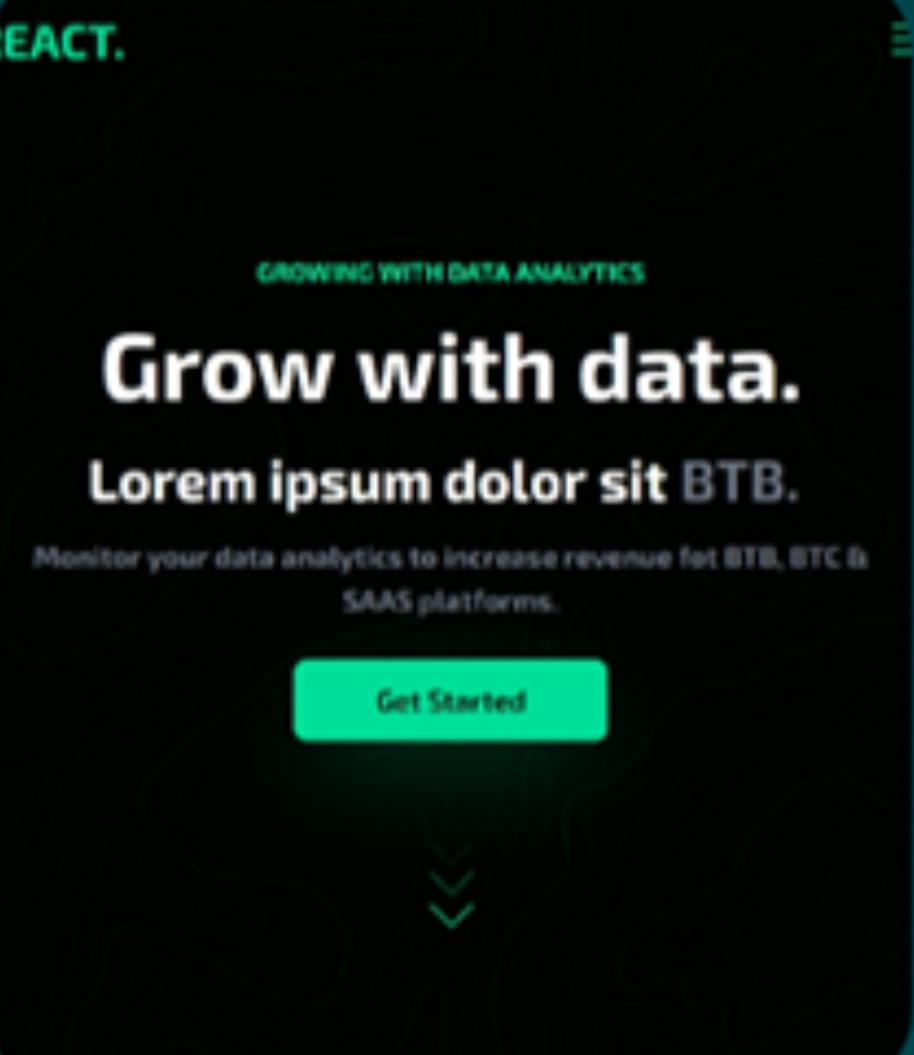 REACT.
GROWING WITH DATA ANALYTICS
Grow with data.
Lorem ipsum dolor sit BTB.
Monitor your data analytics to increase revenue fot BTB, BTC &
SAAS platforms.
Get Started